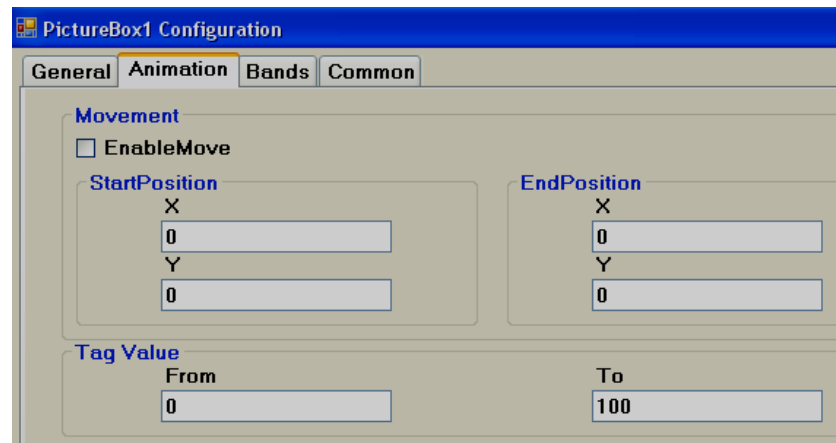 PictureBox1 Configuration
General Animation Bands Common
Movement
EnableMove
StartPosition EndPosition
X X
0 0
Y Y
0 0
Tag Value
From To
0 100